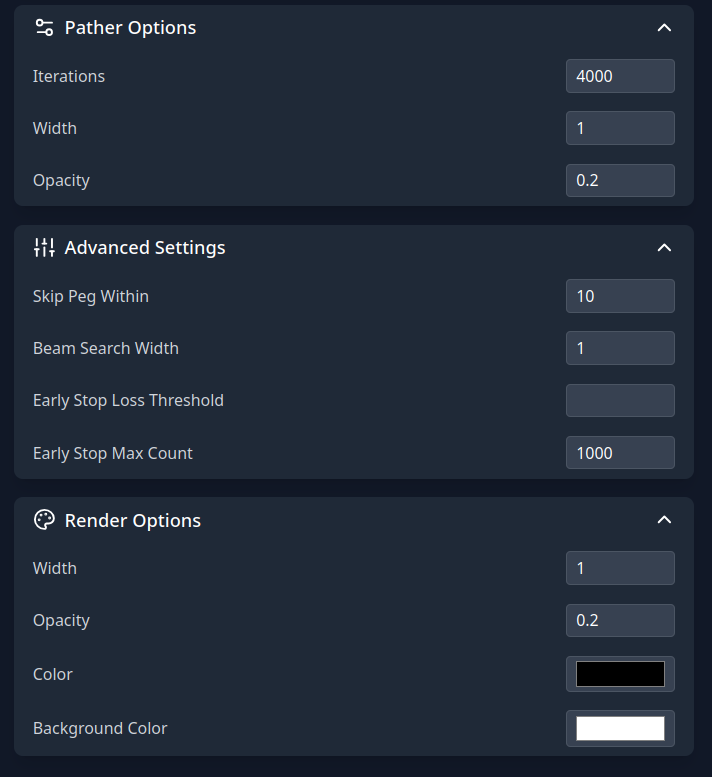 Pather Options
Iterations 4000
Width 1
Opacity 0.2
Advanced Settings
Skip Peg Within 10
Beam Search Width 1
Early Stop Loss Threshold
Early Stop Max Count 1000
Render Options
Width 1
Opacity 0.2
Color
Background Color